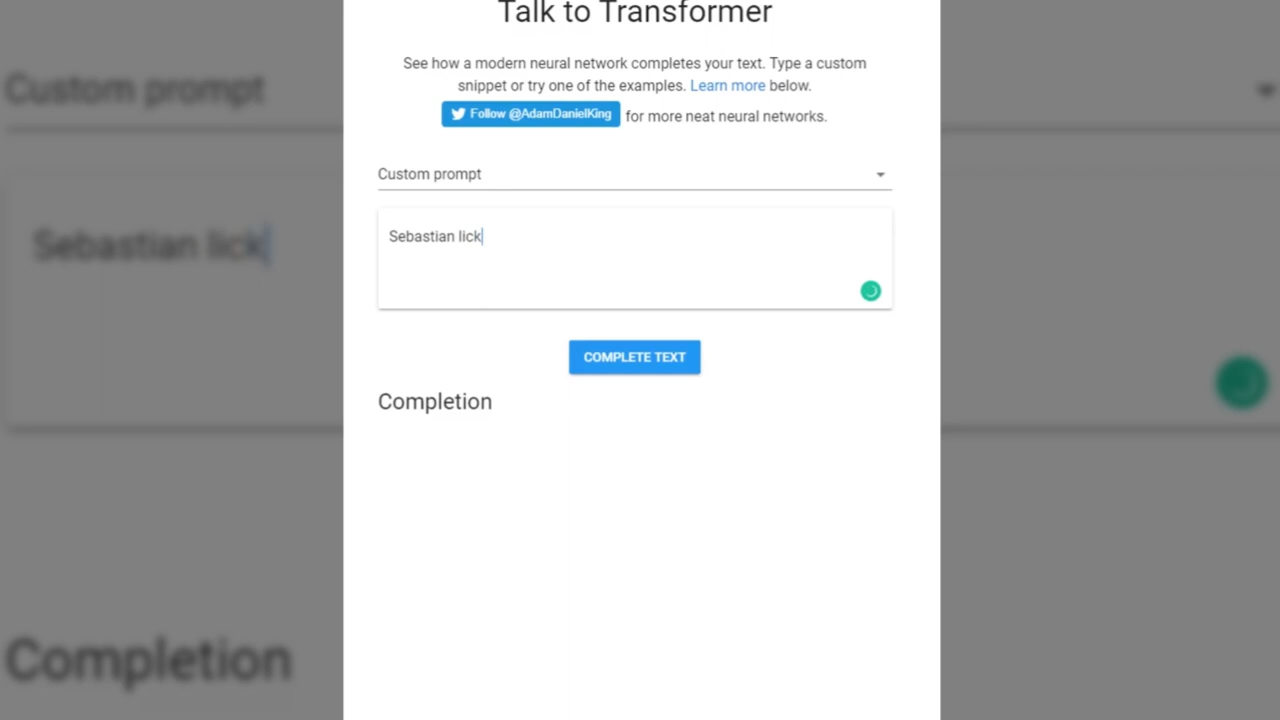 Talk to Transformer
See how a modern neural network completes your text. Type a custom
snippet or try one of the examples. Learn more below.
Follow @AdamDanielKing for more neat neural networks.
Custom prompt
Sebastian lick
COMPLETE TEXT
Completion
Custom prompt
Sebastian lick
Completion